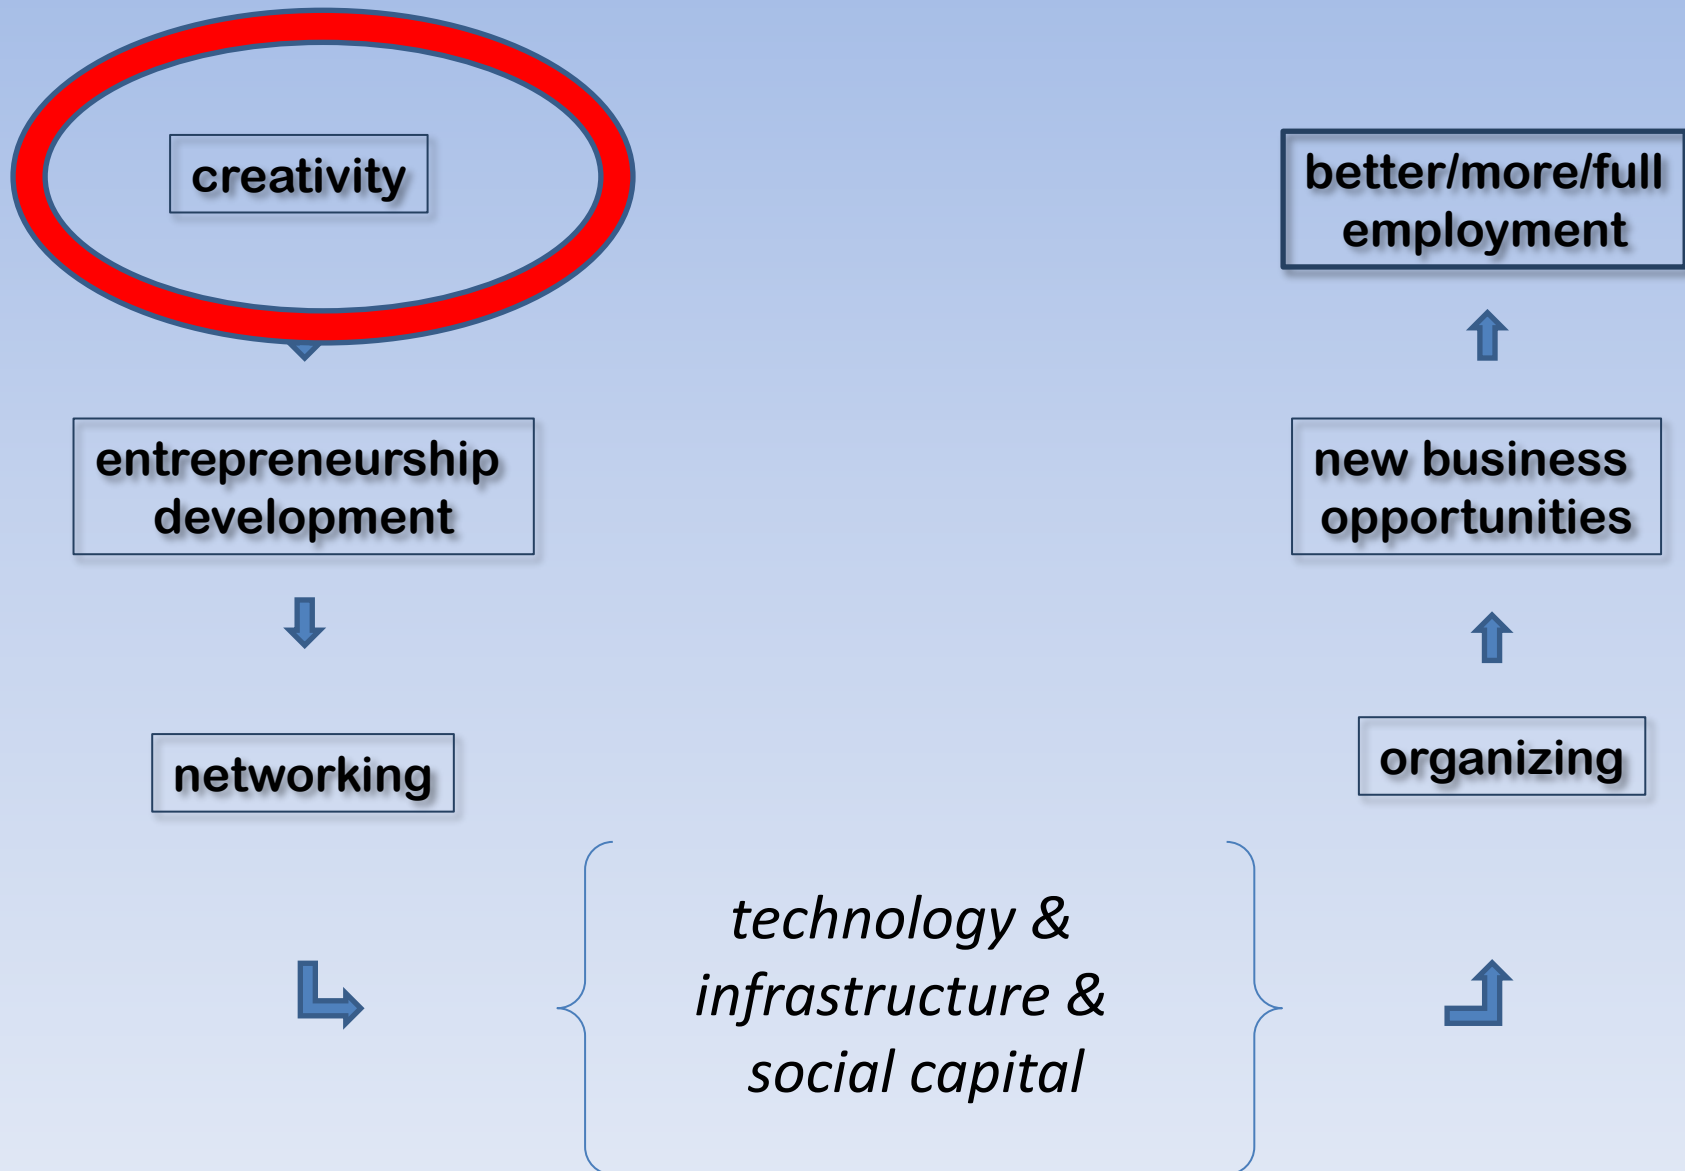 creativity
entrepreneurship
development
networking
technology &
infrastructure &
social capital
organizing
new business
opportunities
better/more/full
employment